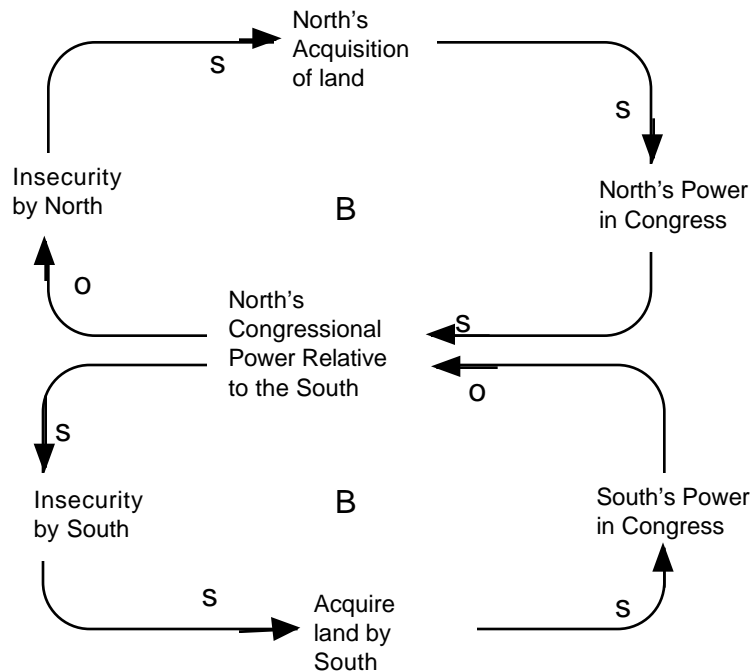 North's
Acquisition
of land
s
s
Insecurity
by North
B
North's Power
in Congress
o
North's
Congressional
Power Relative
to the South
s
o
s
Insecurity
by South
B
South's Power
in Congress
s
Acquire
land by
South
s